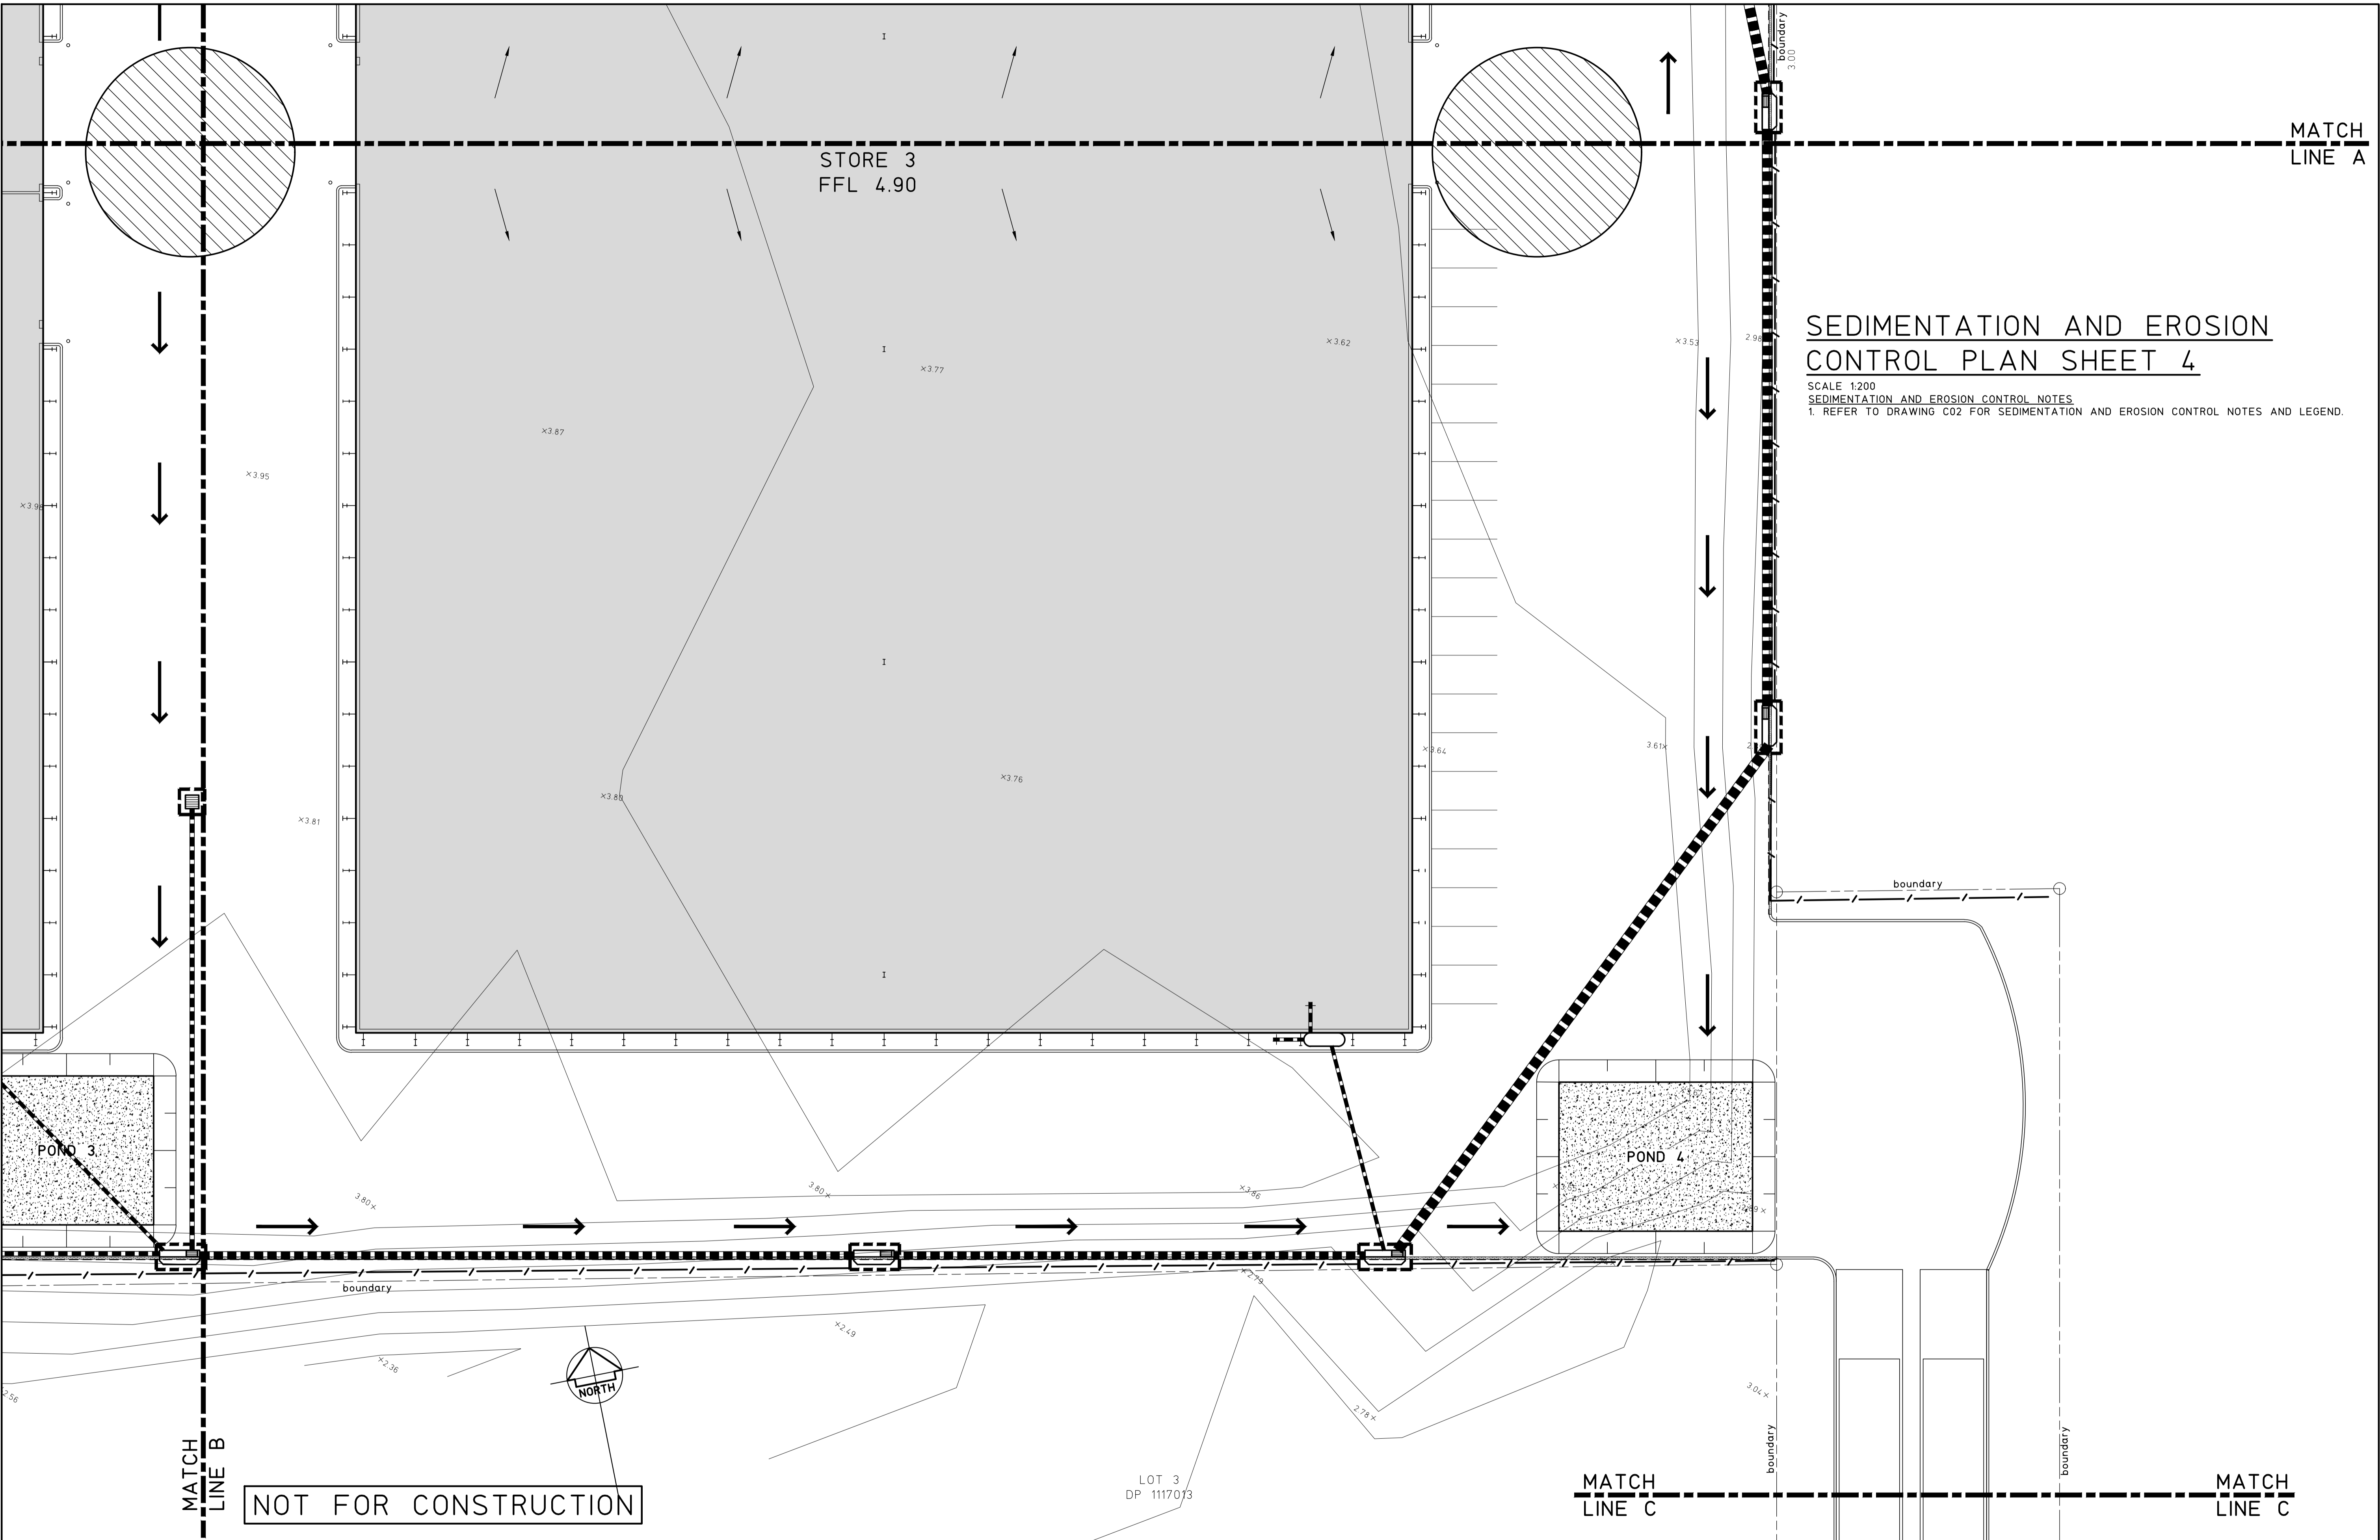 boundary
3.00
MATCH
LINE A
STORE 3
FFL 4.90
SEDIMENTATION AND EROSION
CONTROL PLAN SHEET 4
SCALE 1:200
SEDIMENTATION AND EROSION CONTROL NOTES
1. REFER TO DRAWING C02 FOR SEDIMENTATION AND EROSION CONTROL NOTES AND LEGEND.
×3.62
×3.53
2.98
×3.77
×3.87
×3.95
×3.98
3.61×
×3.64
×3.76
×3.80
×3.81
boundary
POND 3
POND 4
3.80×
3.80×
×3.86
boundary
×2.79
×2.49
×2.36
2.56
NORTH
3.04×
2.78×
boundary
boundary
MATCH
LINE B
NOT FOR CONSTRUCTION
LOT 3
DP 1117013
MATCH
LINE C
MATCH
LINE C